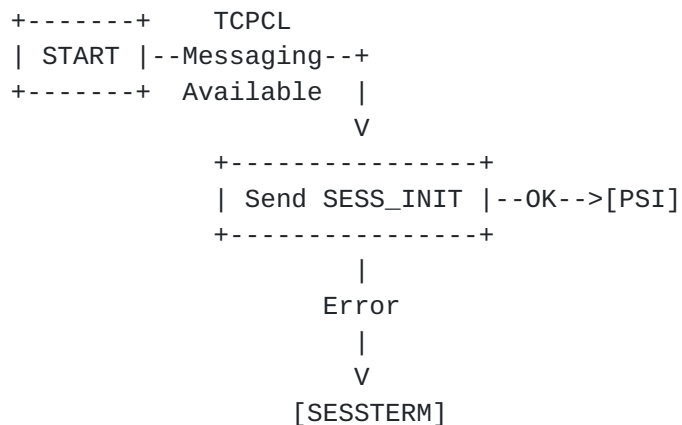 +-------+    TCPCL
| START |--Messaging--+
+-------+  Available  |
                      V
             +----------------+
             | Send SESS_INIT |--OK-->[PSI]
             +----------------+
                      |
                    Error
                      |
                      V
                  [SESSTERM]